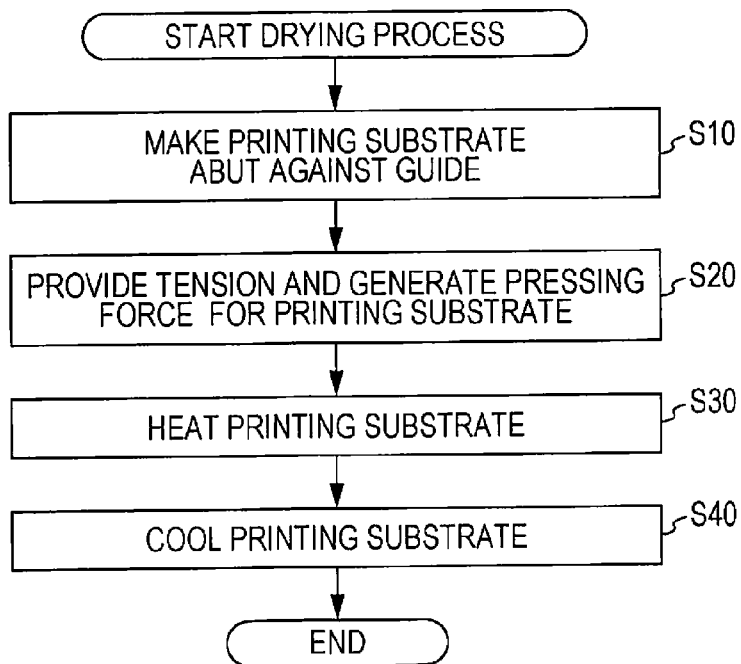 START DRYING PROCESS
MAKE PRINTING SUBSTRATE
ABUT AGAINST GUIDE
S10
PROVIDE TENSION AND GENERATE PRESSING
FORCE FOR PRINTING SUBSTRATE
S20
HEAT PRINTING SUBSTRATE
S30
COOL PRINTING SUBSTRATE
S40
END